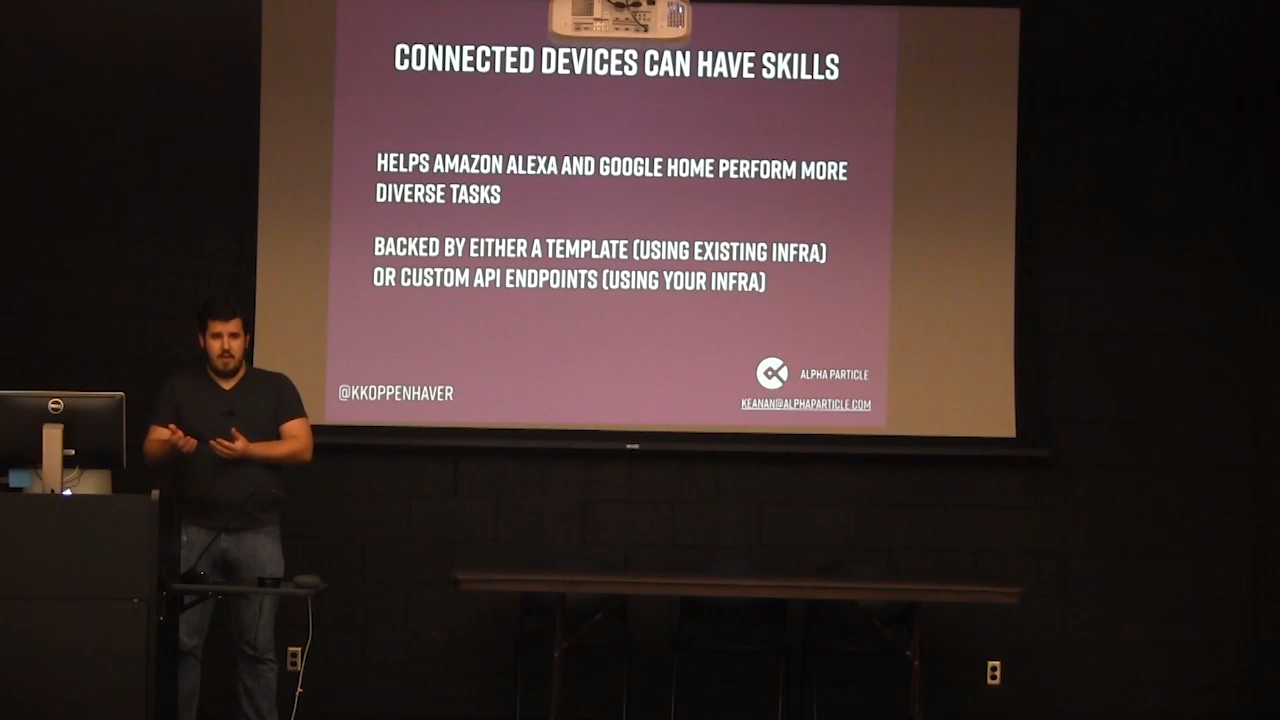 CONNECTED DEVICES CAN HAVE SKILLS
HELPS AMAZON ALEXA AND GOOGLE HOME PERFORM MORE
DIVERSE TASKS
BACKED BY EITHER A TEMPLATE (USING EXISTING INFRA)
OR CUSTOM API ENDPOINTS (USING YOUR INFRA)
@KKOPPENHAVER
ALPHA PARTICLE
KEANAN@ALPHAPARTICLE.COM
DELL